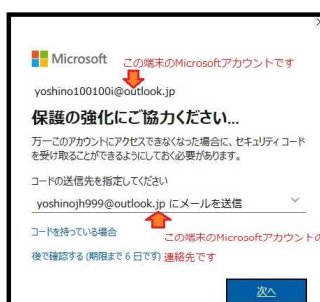 Microsoft この端末のMicrosoftアカウントです
yoshino100100i@outlook.jp
保護の強化にご協力ください...
万一このアカウントにアクセスできなくなった場合に、セキュリティ コード
を受け取ることができるようにしておく必要があります。
コードの送信先を指定してください
yoshinojh999@outlook.jp にメールを送信
コードを持っている場合
この端末のMicrosoftアカウントの
後で確認する (期限まで 6 日です) 連絡先です
次へ